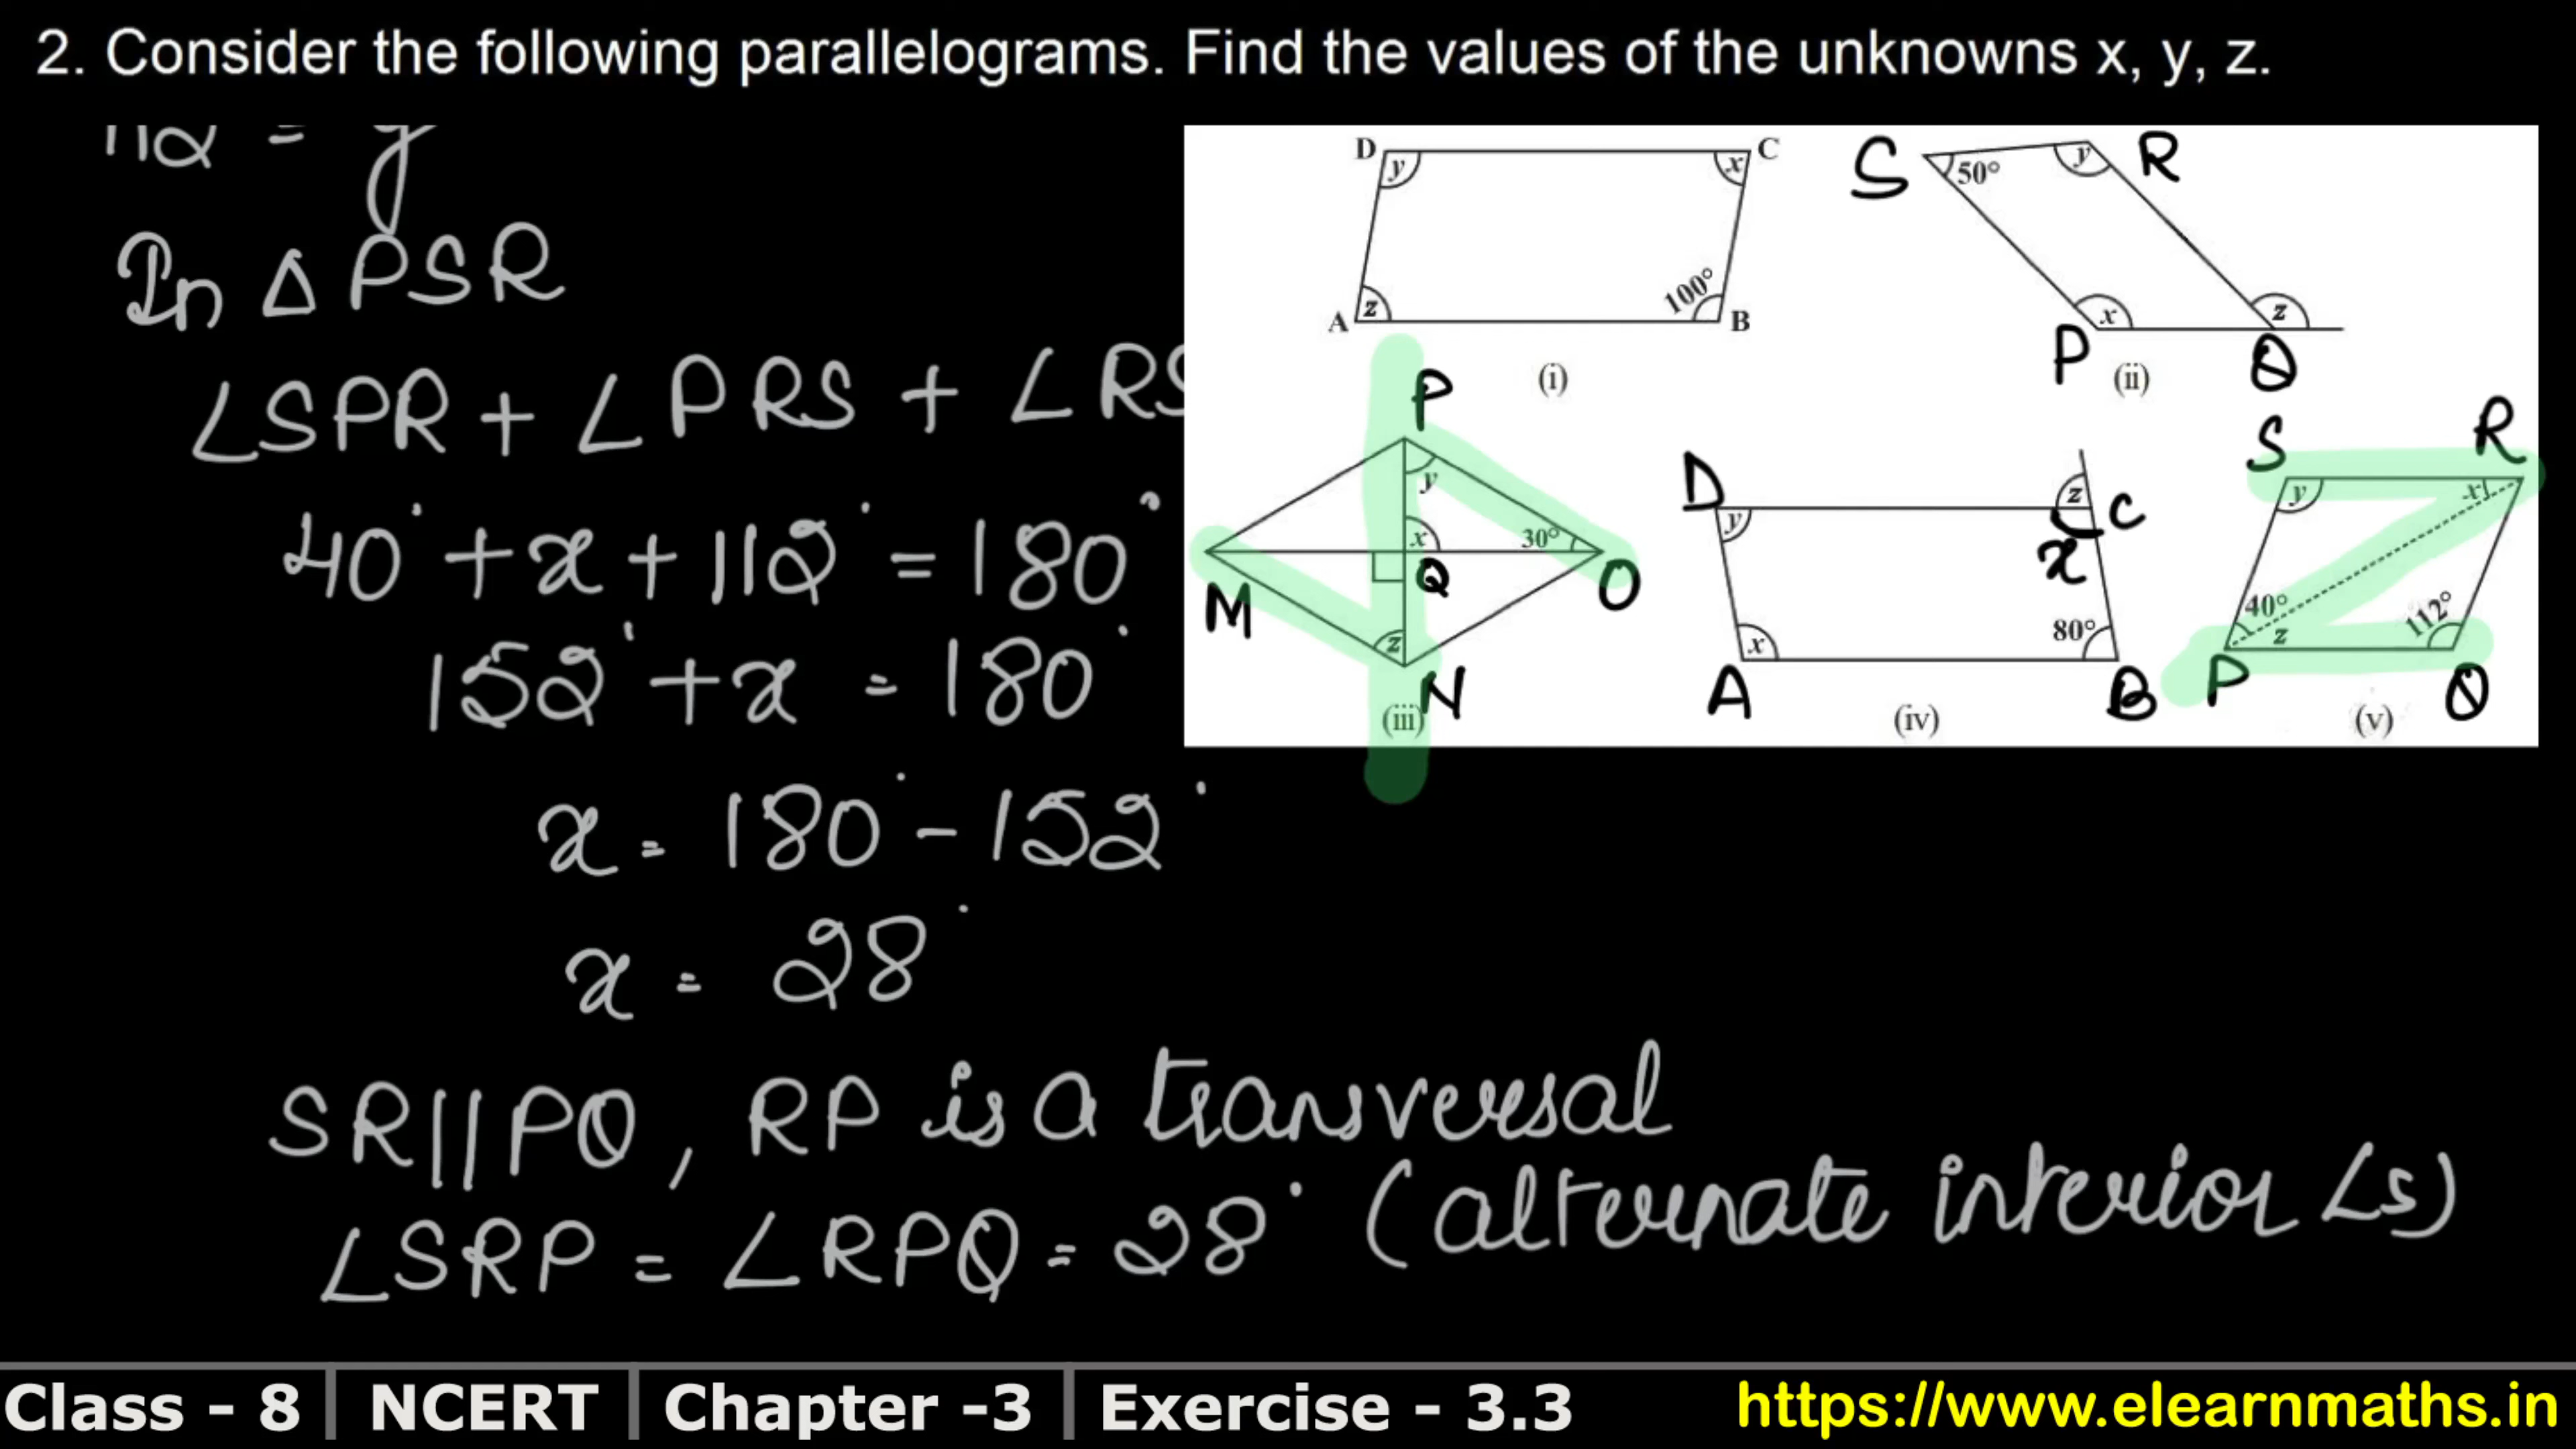 2. Consider the following parallelograms. Find the values of the unknowns x, y, z.
112 = y
In △ PSR
∠SPR + ∠PRS + ∠RS
40° + x + 112° = 180°
152° + x = 180°
x = 180° - 152°
x = 28°
SR||PQ, RP is a transversal
∠SRP = ∠RPQ = 28° (alternate interior ∠s)
D y x C
A z 100° B
(i)
S 50° y R
x z
P Q
(ii)
P
y
x 30°
M Q O
z
N
(iii)
D y z C
x
x 80°
A B
(iv)
S R
y x
40°
z 112°
P Q
(v)
Class - 8 | NCERT | Chapter -3 | Exercise - 3.3 https://www.elearnmaths.in